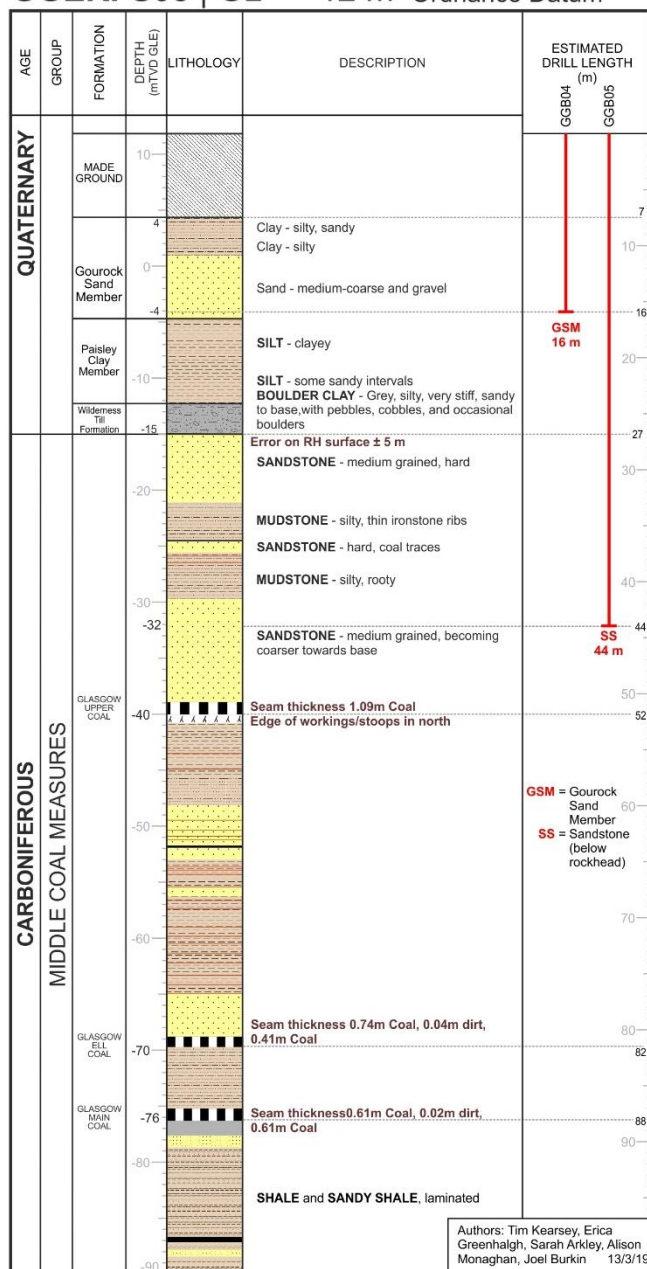 12 m Ordnance Datum
AGE
GROUP
FORMATION
DEPTH
(mTVD GLE)
LITHOLOGY
DESCRIPTION
ESTIMATED
DRILL LENGTH
(m)
GGB04
GGB05
QUATERNARY
MADE
GROUND
10
7
4
Clay - silty, sandy
Clay - silty
10
Gourock
Sand
Member
0
Sand - medium-coarse and gravel
-4
16
GSM
16 m
Paisley
Clay
Member
SILT - clayey
20
-10
SILT - some sandy intervals
BOULDER CLAY - Grey, silty, very stiff, sandy
to base,with pebbles, cobbles, and occasional
boulders
Wilderness
Till
Formation
-15
27
CARBONIFEROUS
MIDDLE COAL MEASURES
Error on RH surface ± 5 m
SANDSTONE - medium grained, hard
30
-20
MUDSTONE - silty, thin ironstone ribs
SANDSTONE - hard, coal traces
MUDSTONE - silty, rooty
40
-30
-32
44
SANDSTONE - medium grained, becoming
coarser towards base
SS
44 m
50
GLASGOW
UPPER
COAL
Seam thickness 1.09m Coal
-40
52
Edge of workings/stoops in north
GSM = Gourock
Sand
Member
SS = Sandstone
(below
rockhead)
60
-50
70
-60
80
GLASGOW
ELL
COAL
Seam thickness 0.74m Coal, 0.04m dirt,
0.41m Coal
-70
82
GLASGOW
MAIN
COAL
-76
Seam thickness0.61m Coal, 0.02m dirt,
0.61m Coal
88
90
-80
SHALE and SANDY SHALE, laminated
-90
Authors: Tim Kearsey, Erica
Greenhalgh, Sarah Arkley, Alison
Monaghan, Joel Burkin 13/3/19